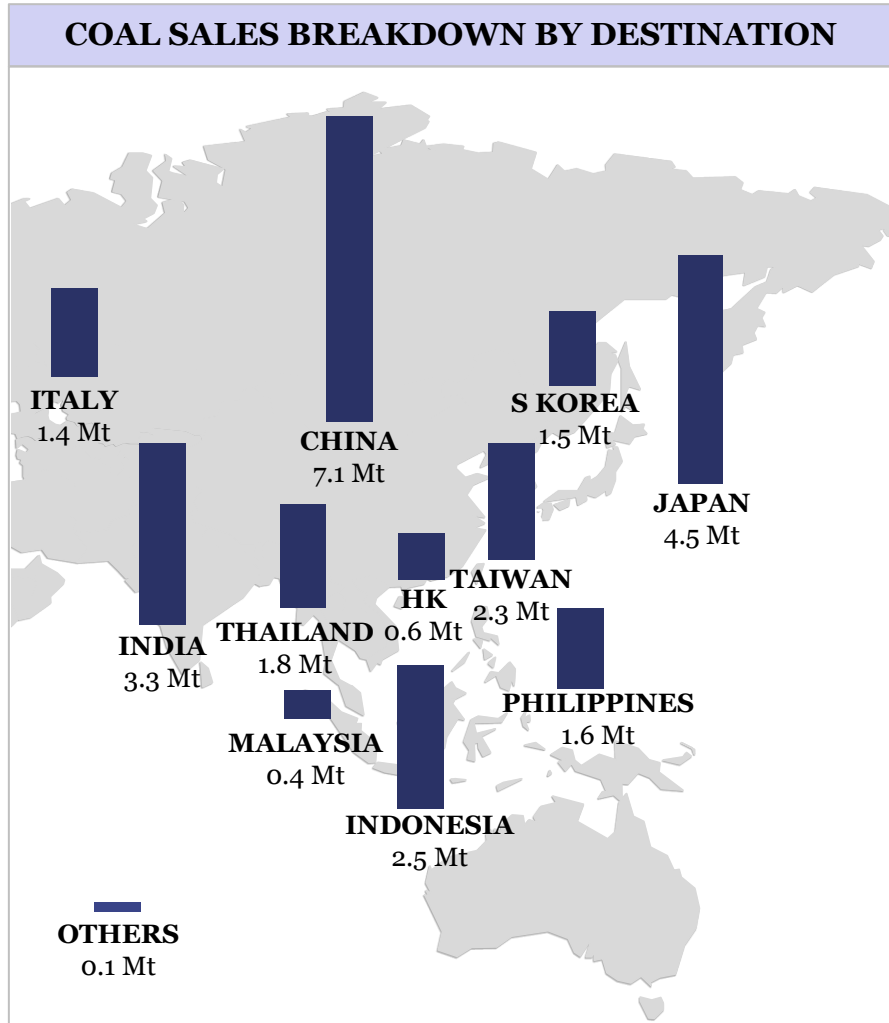 COAL SALES BREAKDOWN BY DESTINATION
ITALY
1.4 Mt
CHINA
7.1 Mt
S KOREA
1.5 Mt
JAPAN
4.5 Mt
INDIA
3.3 Mt
THAILAND
1.8 Mt
HK
0.6 Mt
TAIWAN
2.3 Mt
PHILIPPINES
1.6 Mt
MALAYSIA
0.4 Mt
INDONESIA
2.5 Mt
OTHERS
0.1 Mt